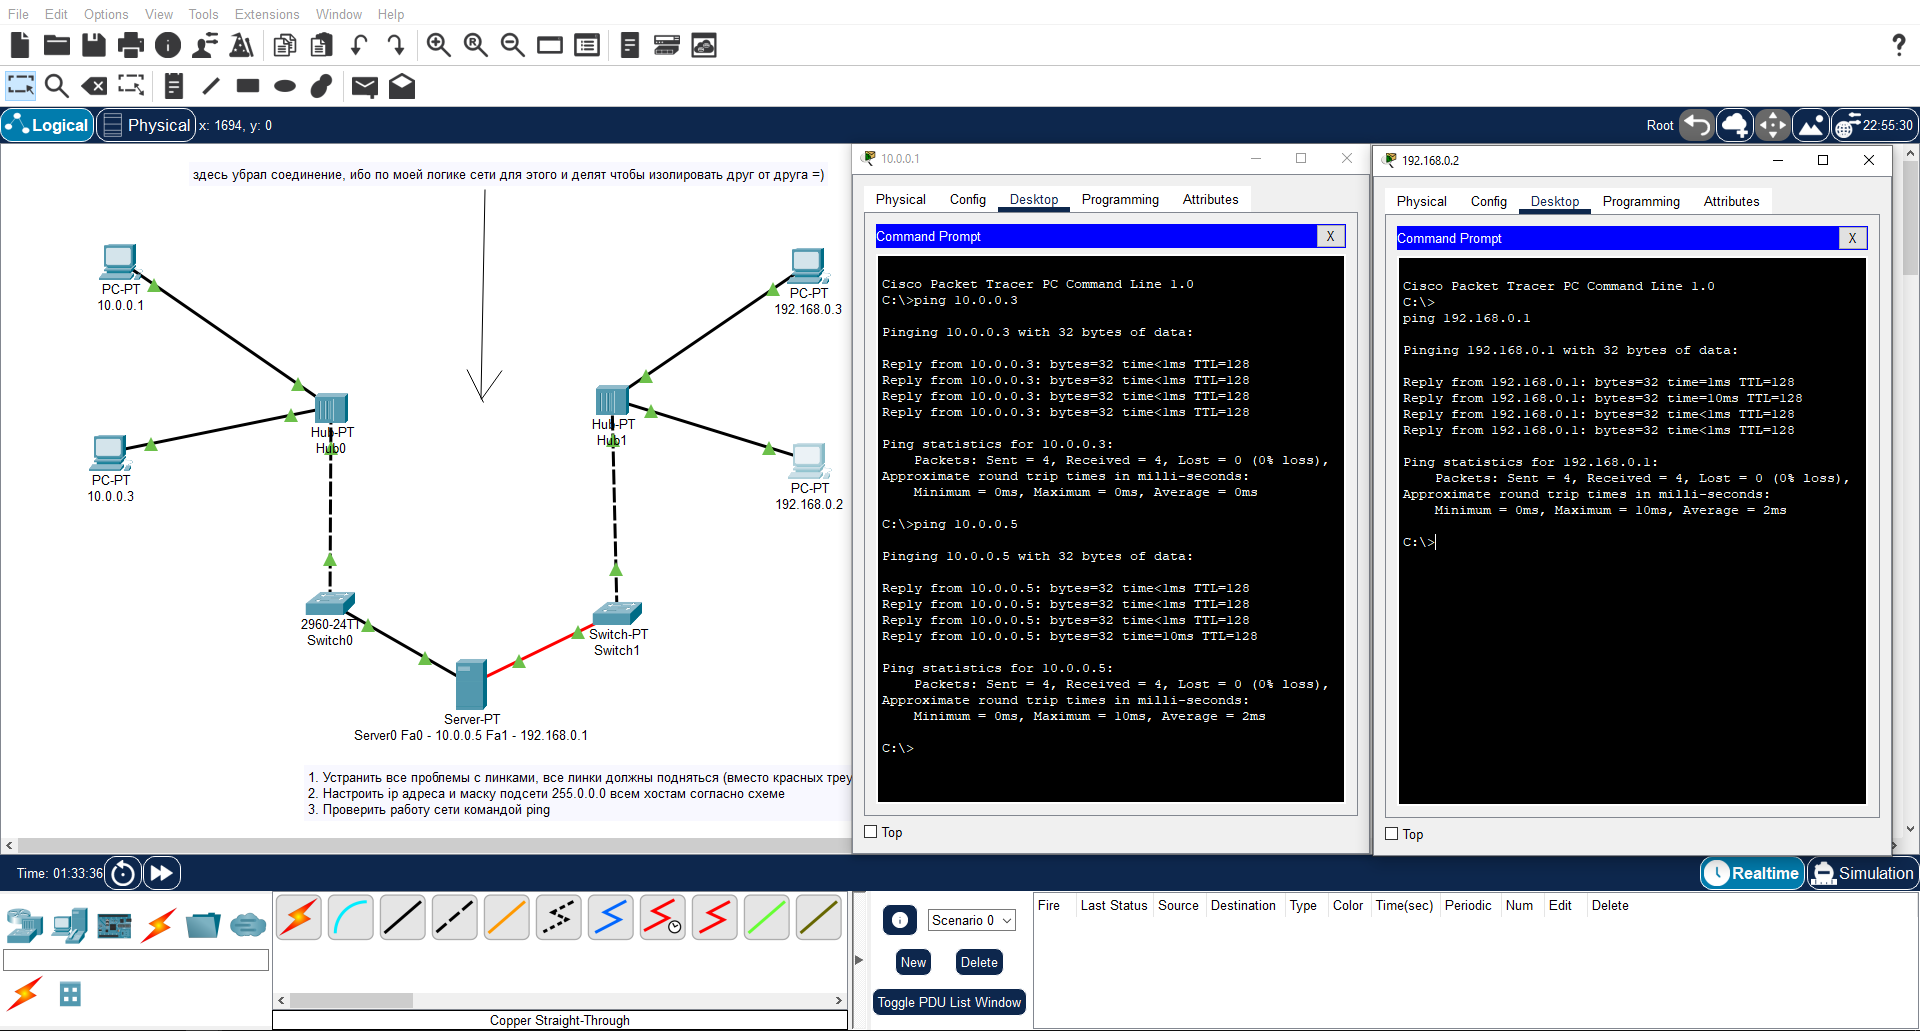 File Edit Options View Tools Extensions Window Help
?
Logical Physical x: 1694, y: 0
Root 22:55:30
здесь убрал соединение, ибо по моей логике сети для этого и делят чтобы изолировать друг от друга =)
PC-PT
10.0.0.1
PC-PT
192.168.0.3
Hub-PT
Hub0
Hub-PT
Hub1
PC-PT
10.0.0.3
PC-PT
192.168.0.2
2960-24TT
Switch0
Switch-PT
Switch1
Server-PT
Server0 Fa0 - 10.0.0.5 Fa1 - 192.168.0.1
1. Устранить все проблемы с линками, все линки должны подняться (вместо красных треу
2. Настроить ip адреса и маску подсети 255.0.0.0 всем хостам согласно схеме
3. Проверить работу сети командой ping
10.0.0.1
Physical Config Desktop Programming Attributes
Command Prompt X
Cisco Packet Tracer PC Command Line 1.0
C:\>ping 10.0.0.3
Pinging 10.0.0.3 with 32 bytes of data:
Reply from 10.0.0.3: bytes=32 time<1ms TTL=128
Reply from 10.0.0.3: bytes=32 time<1ms TTL=128
Reply from 10.0.0.3: bytes=32 time<1ms TTL=128
Reply from 10.0.0.3: bytes=32 time<1ms TTL=128
Ping statistics for 10.0.0.3:
Packets: Sent = 4, Received = 4, Lost = 0 (0% loss),
Approximate round trip times in milli-seconds:
Minimum = 0ms, Maximum = 0ms, Average = 0ms
C:\>ping 10.0.0.5
Pinging 10.0.0.5 with 32 bytes of data:
Reply from 10.0.0.5: bytes=32 time<1ms TTL=128
Reply from 10.0.0.5: bytes=32 time<1ms TTL=128
Reply from 10.0.0.5: bytes=32 time<1ms TTL=128
Reply from 10.0.0.5: bytes=32 time=10ms TTL=128
Ping statistics for 10.0.0.5:
Packets: Sent = 4, Received = 4, Lost = 0 (0% loss),
Approximate round trip times in milli-seconds:
Minimum = 0ms, Maximum = 10ms, Average = 2ms
C:\>
Top
192.168.0.2
Physical Config Desktop Programming Attributes
Command Prompt X
Cisco Packet Tracer PC Command Line 1.0
C:\>
ping 192.168.0.1
Pinging 192.168.0.1 with 32 bytes of data:
Reply from 192.168.0.1: bytes=32 time=1ms TTL=128
Reply from 192.168.0.1: bytes=32 time=10ms TTL=128
Reply from 192.168.0.1: bytes=32 time<1ms TTL=128
Reply from 192.168.0.1: bytes=32 time<1ms TTL=128
Ping statistics for 192.168.0.1:
Packets: Sent = 4, Received = 4, Lost = 0 (0% loss),
Approximate round trip times in milli-seconds:
Minimum = 0ms, Maximum = 10ms, Average = 2ms
C:\>
Top
Time: 01:33:36
Realtime Simulation
Copper Straight-Through
Scenario 0
New Delete
Toggle PDU List Window
Fire Last Status Source Destination Type Color Time(sec) Periodic Num Edit Delete